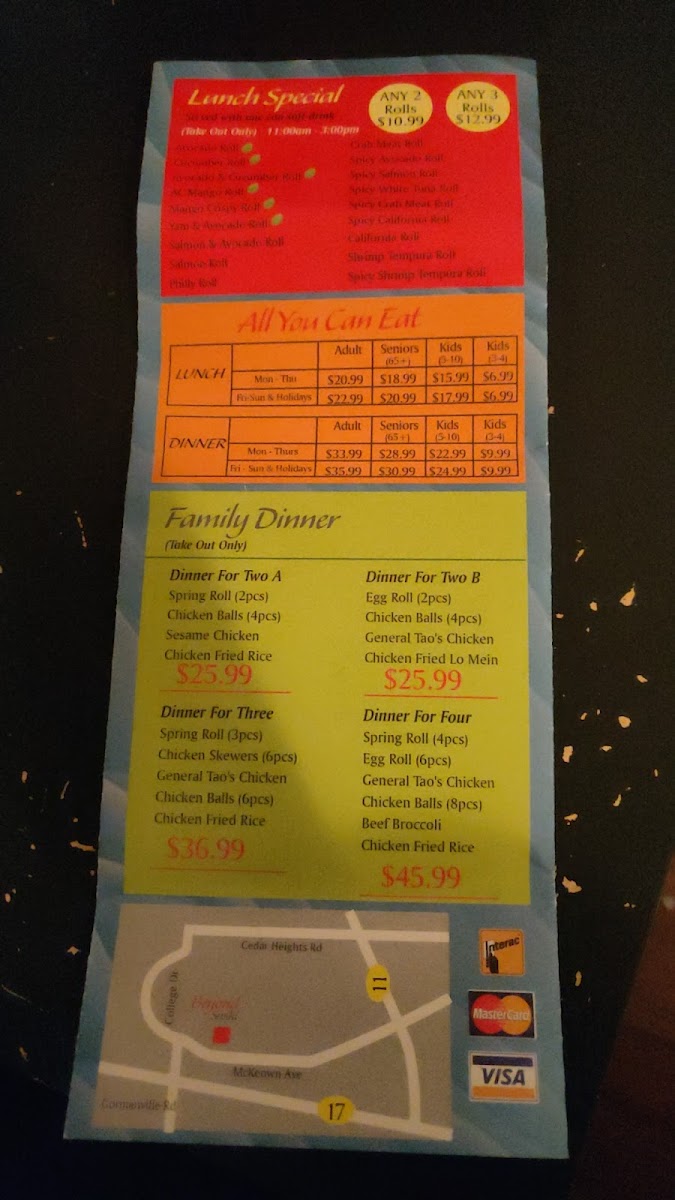 Lunch Special
Served with one can soft drink
(Take Out Only) 11:00am - 3:00pm
ANY 2
Rolls
$10.99
ANY 3
Rolls
$12.99
Avocado Roll
Cucumber Roll
Avocado & Cucumber Roll
AC Mango Roll
Mango Crispy Roll
Yam & Avocado Roll
Salmon & Avocado Roll
Salmon Roll
Philly Roll
Crab Meat Roll
Spicy Avocado Roll
Spicy Salmon Roll
Spicy White Tuna Roll
Spicy Crab Meat Roll
Spicy California Roll
California Roll
Shrimp Tempura Roll
Spicy Shrimp Tempura Roll
All You Can Eat
LUNCH
Adult Seniors Kids Kids
(65+) (5-10) (3-4)
Mon - Thu $20.99 $18.99 $15.99 $6.99
Fri-Sun & Holidays $22.99 $20.99 $17.99 $6.99
DINNER
Adult Seniors Kids Kids
(65+) (5-10) (3-4)
Mon - Thurs $33.99 $28.99 $22.99 $9.99
Fri - Sun & Holidays $35.99 $30.99 $24.99 $9.99
Family Dinner
(Take Out Only)
Dinner For Two A
Spring Roll (2pcs)
Chicken Balls (4pcs)
Sesame Chicken
Chicken Fried Rice
$25.99
Dinner For Two B
Egg Roll (2pcs)
Chicken Balls (4pcs)
General Tao's Chicken
Chicken Fried Lo Mein
$25.99
Dinner For Three
Spring Roll (3pcs)
Chicken Skewers (6pcs)
General Tao's Chicken
Chicken Balls (6pcs)
Chicken Fried Rice
$36.99
Dinner For Four
Spring Roll (4pcs)
Egg Roll (6pcs)
General Tao's Chicken
Chicken Balls (8pcs)
Beef Broccoli
Chicken Fried Rice
$45.99
Cedar Heights Rd
College Dr
11
Beyond
Sushi
McKeown Ave
Gormanville Rd
17
Interac
MasterCard
VISA